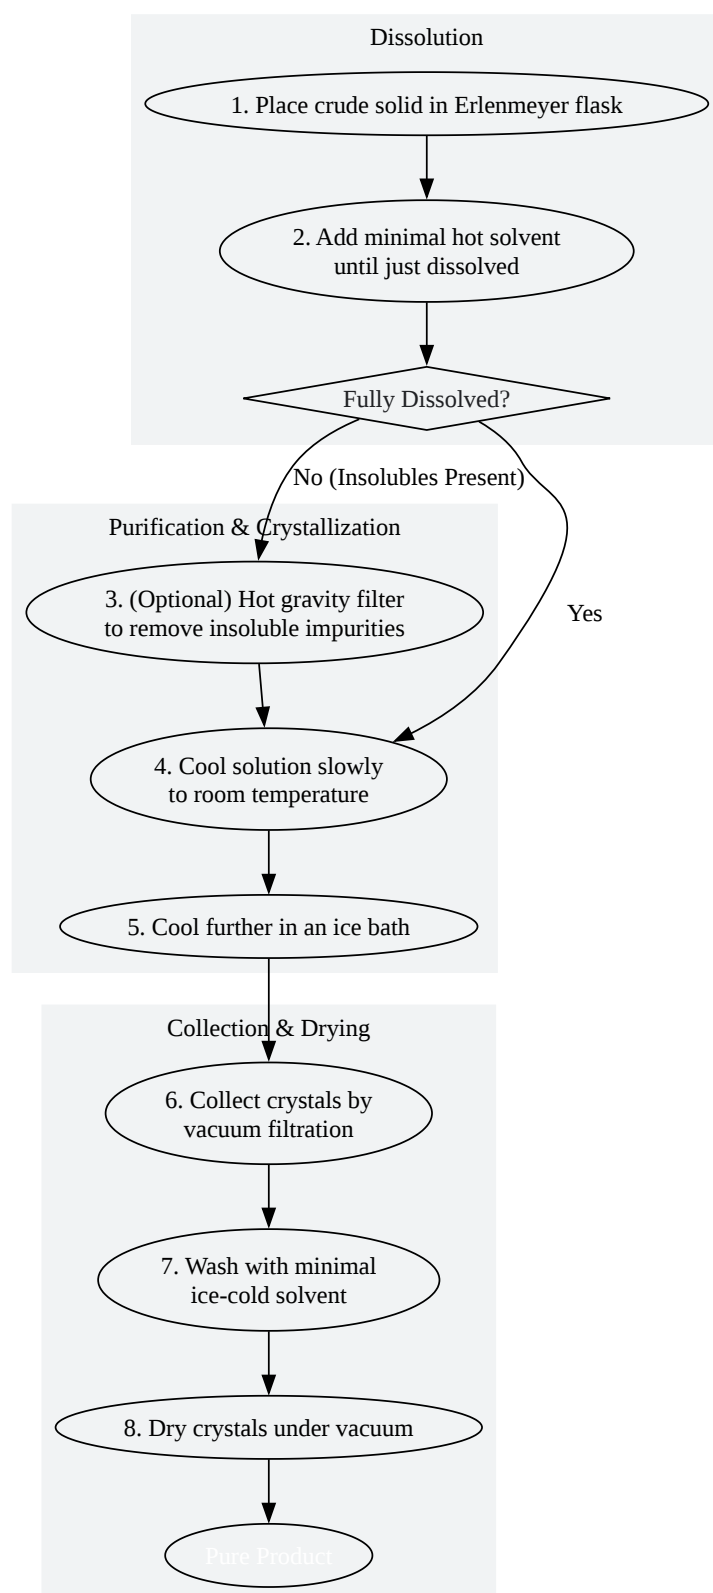 Dissolution
1. Place crude solid in Erlenmeyer flask
2. Add minimal hot solvent
until just dissolved
Fully Dissolved?
No (Insolubles Present)
Purification & Crystallization
3. (Optional) Hot gravity filter
to remove insoluble impurities
Yes
4. Cool solution slowly
to room temperature
5. Cool further in an ice bath
Collection & Drying
6. Collect crystals by
vacuum filtration
7. Wash with minimal
ice-cold solvent
8. Dry crystals under vacuum
Pure Product